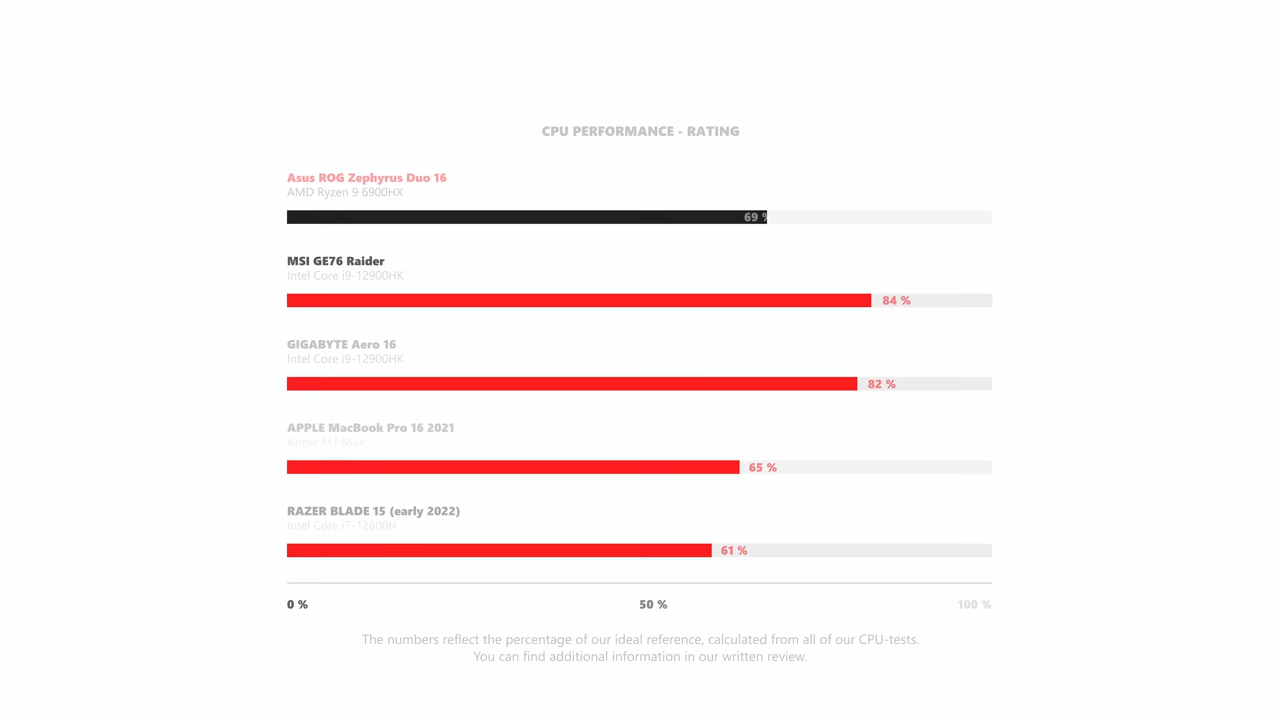 CPU PERFORMANCE - RATING
Asus ROG Zephyrus Duo 16
AMD Ryzen 9 6900HX
69 %
MSI GE76 Raider
Intel Core i9-12900HK
84 %
GIGABYTE Aero 16
Intel Core i9-12900HK
82 %
APPLE MacBook Pro 16 2021
Apple M1 Max
65 %
RAZER BLADE 15 (early 2022)
Intel Core i7-12800H
61 %
0 % 50 % 100 %
The numbers reflect the percentage of our ideal reference, calculated from all of our CPU-tests.
You can find additional information in our written review.